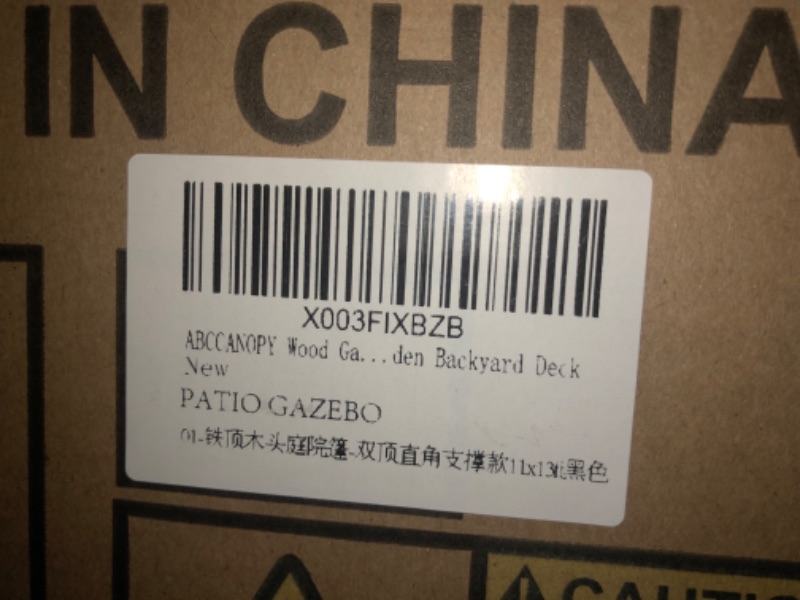 IN CHINA
X003FIXBZB
ABCCANOPY Wood Ga...den Backyard Deck
New
PATIO GAZEBO
01-铁顶木头庭院篷-双顶直角支撑款11x13ft黑色
CAUTIO